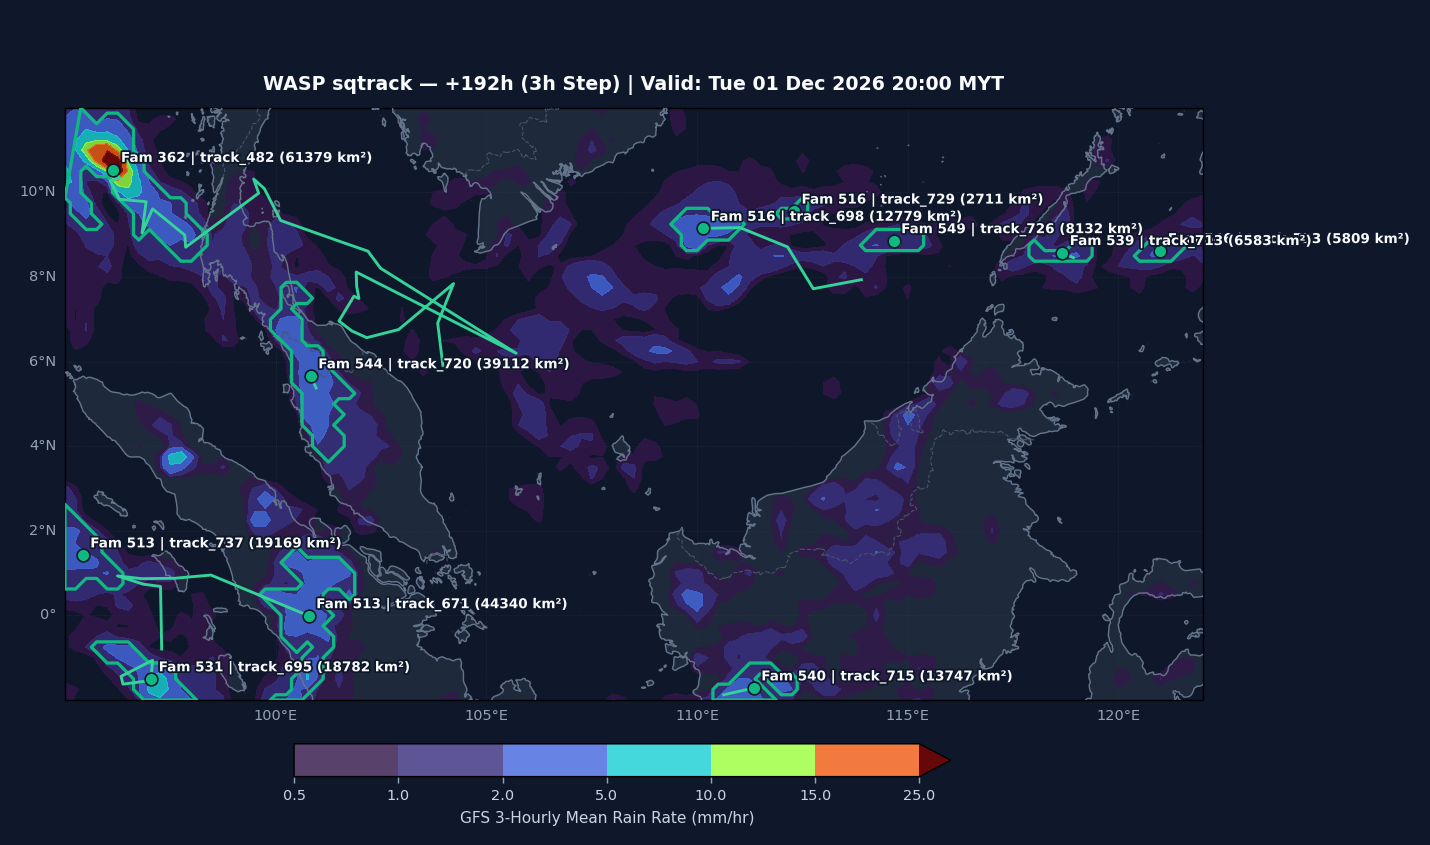 WASP sqtrack — +192h (3h Step) | Valid: Tue 01 Dec 2026 20:00 MYT
Fam 362 | track_482 (61379 km²)
10°N
Fam 516 | track_729 (2711 km²)
Fam 516 | track_698 (12779 km²)
Fam 549 | track_726 (8132 km²)
Fam 539 | track_713 (6583 km²)
(5809 km²)
8°N
6°N
Fam 544 | track_720 (39112 km²)
4°N
2°N
Fam 513 | track_737 (19169 km²)
Fam 513 | track_671 (44340 km²)
0°
Fam 531 | track_695 (18782 km²)
Fam 540 | track_715 (13747 km²)
100°E 105°E 110°E 115°E 120°E
0.5 1.0 2.0 5.0 10.0 15.0 25.0
GFS 3-Hourly Mean Rain Rate (mm/hr)